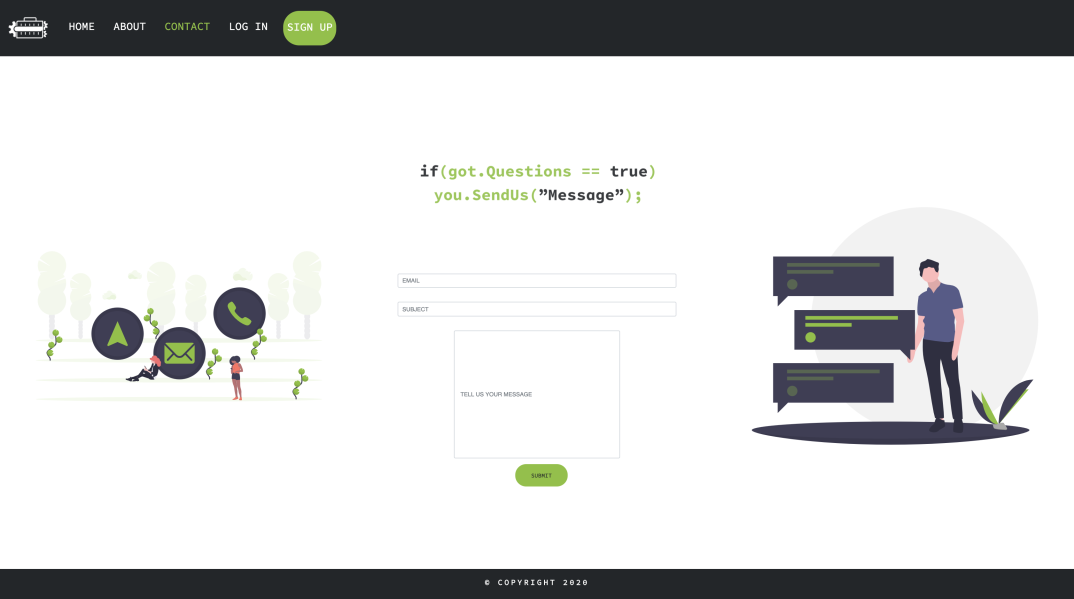 HOME ABOUT CONTACT LOG IN SIGN UP
if(got.Questions == true)
you.SendUs(”Message”);
EMAIL
SUBJECT
TELL US YOUR MESSAGE
SUBMIT
© COPYRIGHT 2020